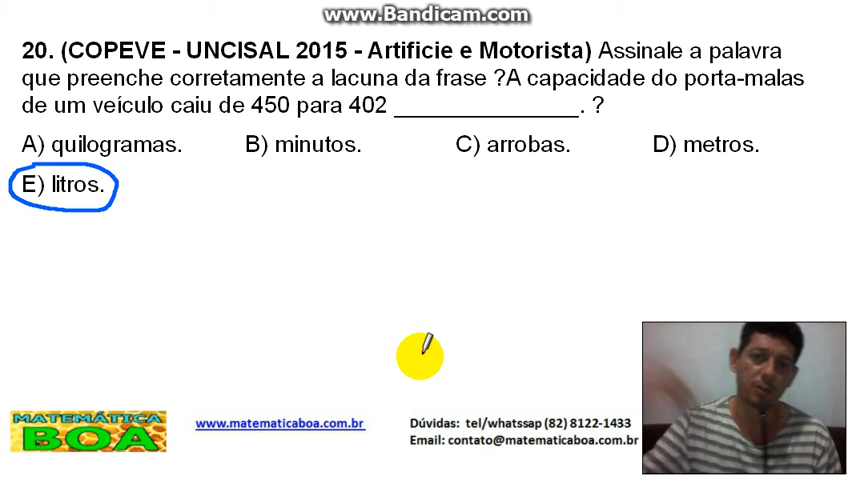 www.Bandicam.com
20. (COPEVE - UNCISAL 2015 - Artificie e Motorista) Assinale a palavra
que preenche corretamente a lacuna da frase ?A capacidade do porta-malas
de um veículo caiu de 450 para 402 _______________. ?
A) quilogramas. B) minutos. C) arrobas. D) metros.
E) litros.
MATEMÁTICA
BOA
www.matematicaboa.com.br
Dúvidas: tel/whatssap (82) 8122-1433
Email: contato@matematicaboa.com.br